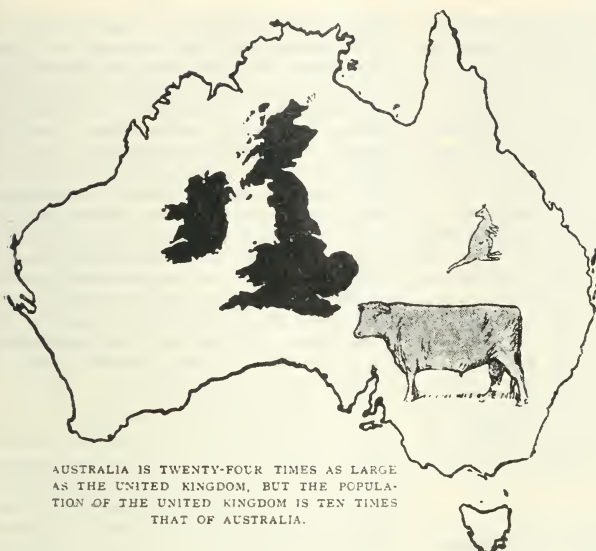 AUSTRALIA IS TWENTY-FOUR TIMES AS LARGE
AS THE UNITED KINGDOM, BUT THE POPULA-
TION OF THE UNITED KINGDOM IS TEN TIMES
THAT OF AUSTRALIA.